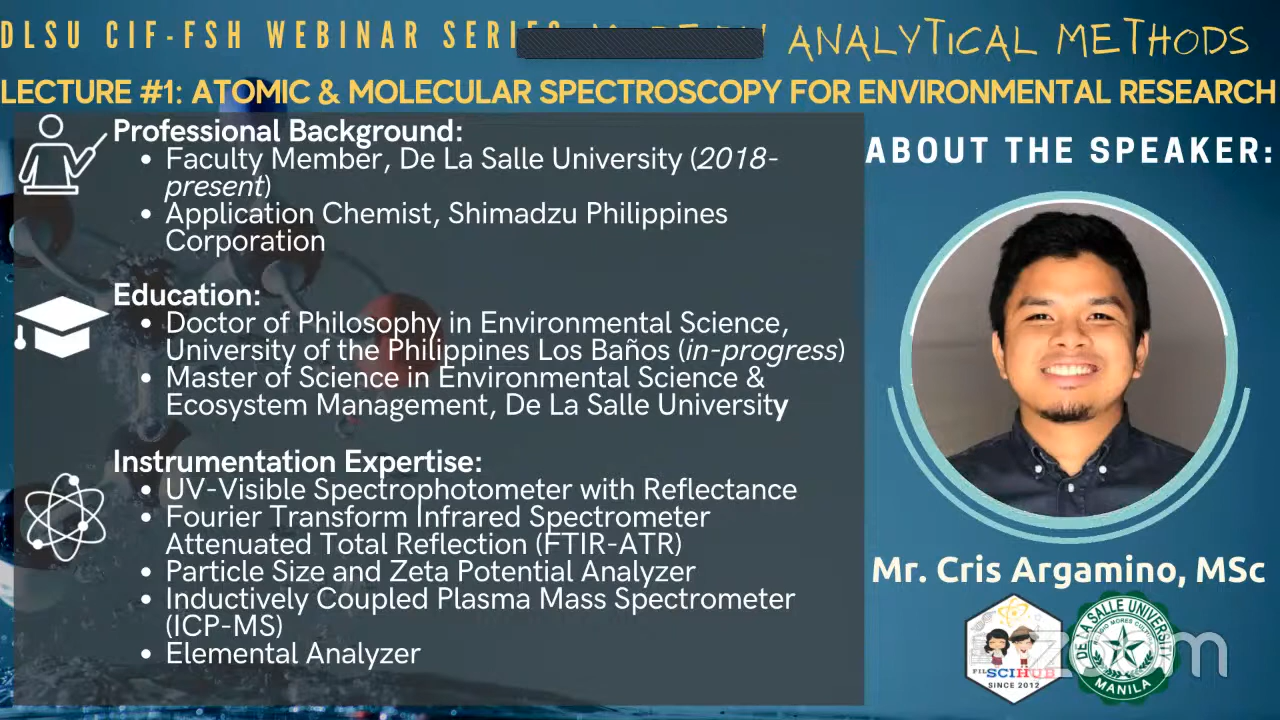 DLSU CIF-FSH WEBINAR SERI
ANALYTICAL METHODS
LECTURE #1: ATOMIC & MOLECULAR SPECTROSCOPY FOR ENVIRONMENTAL RESEARCH
Professional Background:
• Faculty Member, De La Salle University (2018-
present)
• Application Chemist, Shimadzu Philippines
Corporation
Education:
• Doctor of Philosophy in Environmental Science,
University of the Philippines Los Baños (in-progress)
• Master of Science in Environmental Science &
Ecosystem Management, De La Salle University
Instrumentation Expertise:
• UV-Visible Spectrophotometer with Reflectance
• Fourier Transform Infrared Spectrometer
Attenuated Total Reflection (FTIR-ATR)
• Particle Size and Zeta Potential Analyzer
• Inductively Coupled Plasma Mass Spectrometer
(ICP-MS)
• Elemental Analyzer
ABOUT THE SPEAKER:
Mr. Cris Argamino, MSc
FIL
SCIHUB
SINCE 2012
DE LA SALLE UNIVERSITY
MANILA
zoom